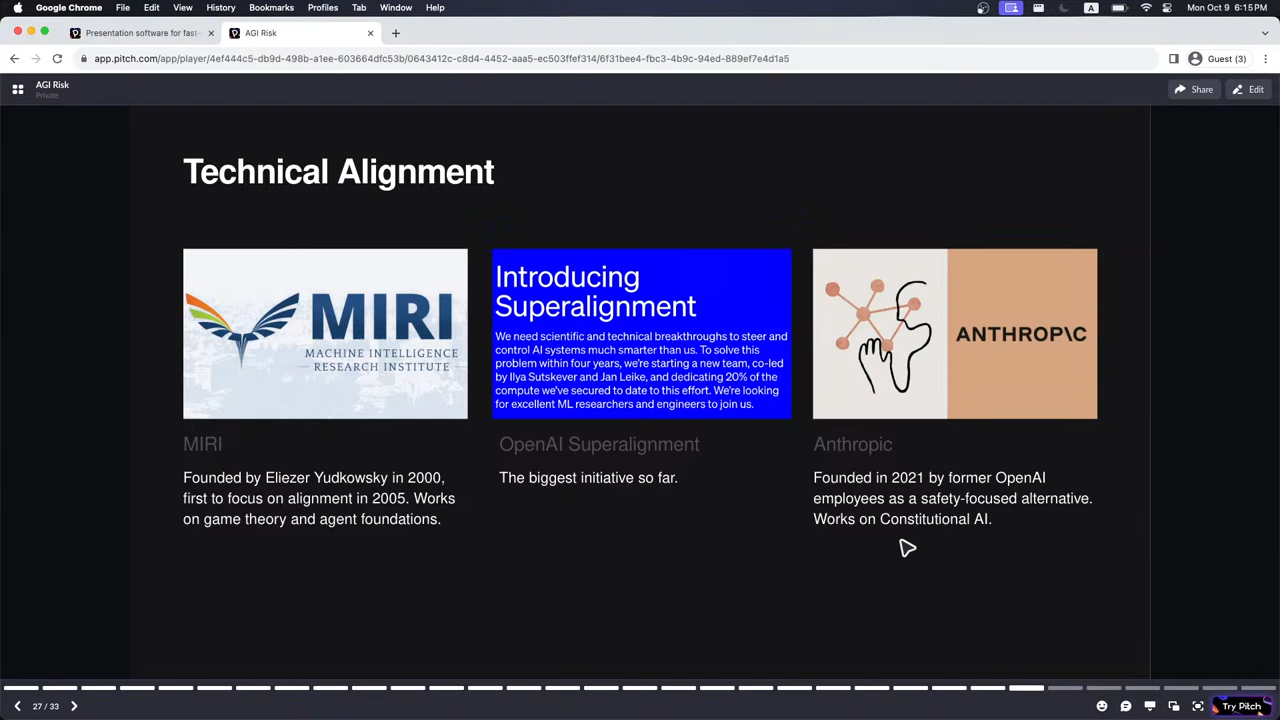 Google Chrome File Edit View History Bookmarks Profiles Tab Window Help A Mon Oct 9 6:15 PM
Presentation software for fast- AGI Risk
app.pitch.com/app/player/4ef444c5-db9d-498b-a1ee-603664dfc53b/0643412c-c8d4-4452-aaa5-ec503ffef314/6f31bee4-fbc3-4b9c-94ed-889ef7e4d1a5 Guest (3)
AGI Risk
Private
Share Edit
Technical Alignment
MIRI
MACHINE INTELLIGENCE
RESEARCH INSTITUTE
Introducing
Superalignment
We need scientific and technical breakthroughs to steer and
control AI systems much smarter than us. To solve this
problem within four years, we're starting a new team, co-led
by Ilya Sutskever and Jan Leike, and dedicating 20% of the
compute we've secured to date to this effort. We're looking
for excellent ML researchers and engineers to join us.
ANTHROP\C
MIRI
Founded by Eliezer Yudkowsky in 2000,
first to focus on alignment in 2005. Works
on game theory and agent foundations.
OpenAI Superalignment
The biggest initiative so far.
Anthropic
Founded in 2021 by former OpenAI
employees as a safety-focused alternative.
Works on Constitutional AI.
27 / 33
Try Pitch